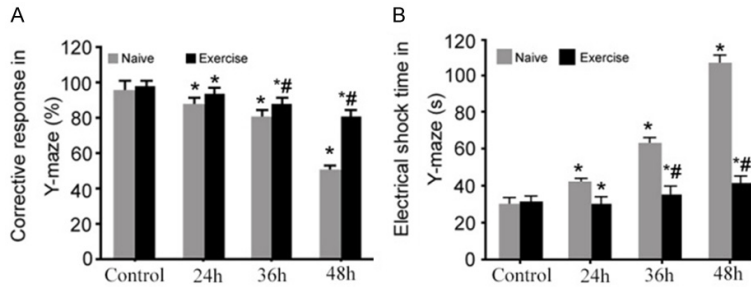 A
Corrective response in
Y-maze (%)
120
100
80
60
40
20
0
Naive
Exercise
* * * *# * *#
Control 24h 36h 48h
B
Electrical shock time in
Y-maze (s)
120
100
80
60
40
20
0
Naive
Exercise
* * * *# * *#
Control 24h 36h 48h